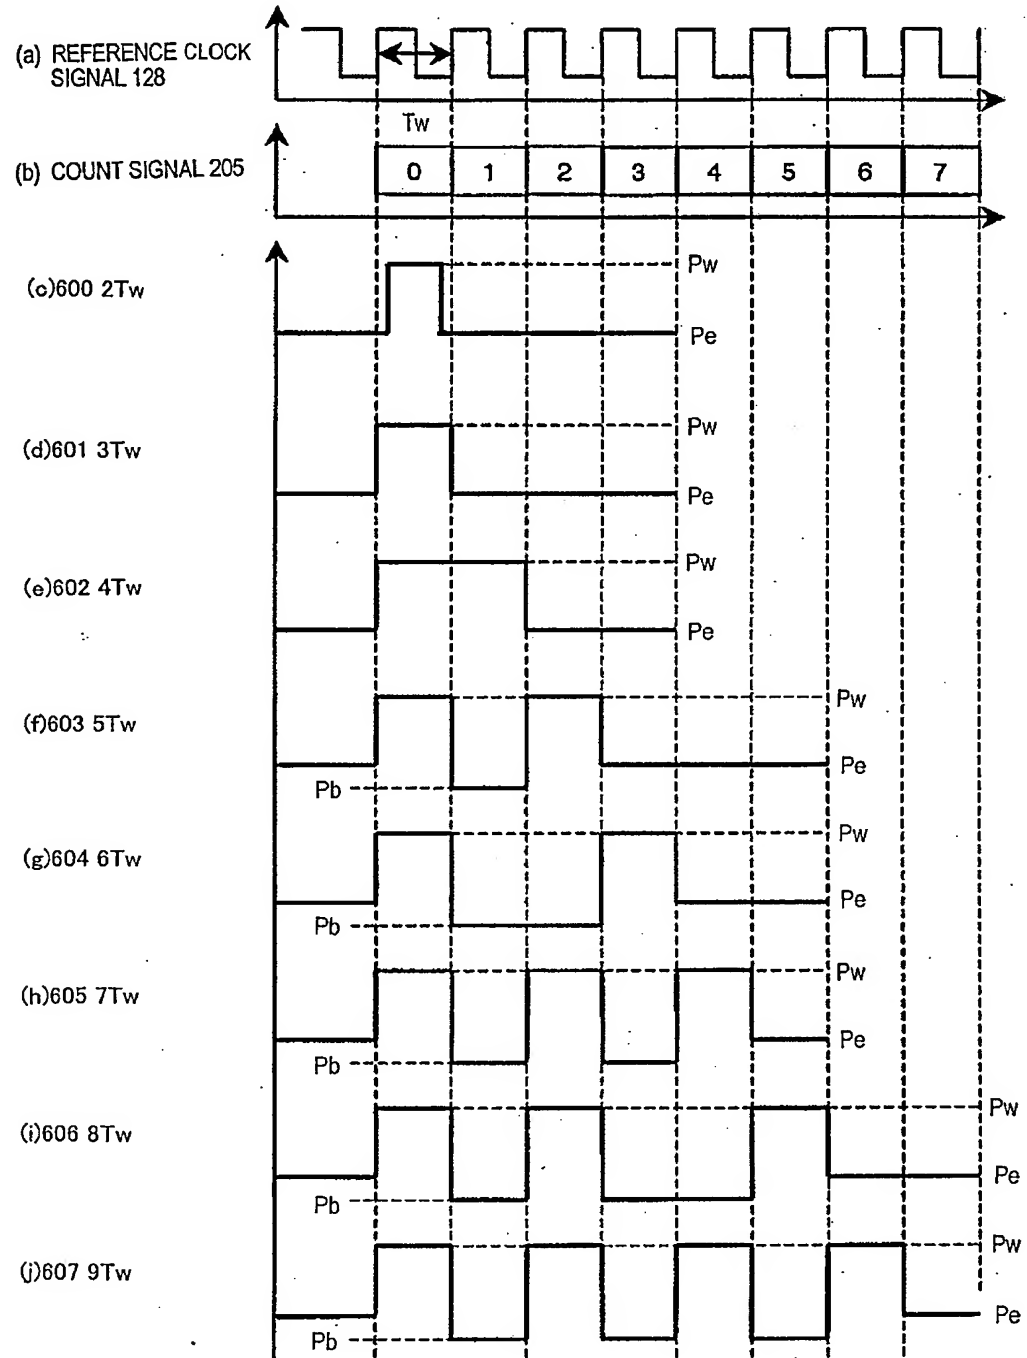 (a) REFERENCE CLOCK
SIGNAL 128
Tw
(b) COUNT SIGNAL 205
0 1 2 3 4 5 6 7
(c)600 2Tw
Pw
Pe
(d)601 3Tw
Pw
Pe
(e)602 4Tw
Pw
Pe
(f)603 5Tw
Pw
Pe
Pb
(g)604 6Tw
Pw
Pe
Pb
(h)605 7Tw
Pw
Pe
Pb
(i)606 8Tw
Pw
Pe
Pb
(j)607 9Tw
Pw
Pe
Pb